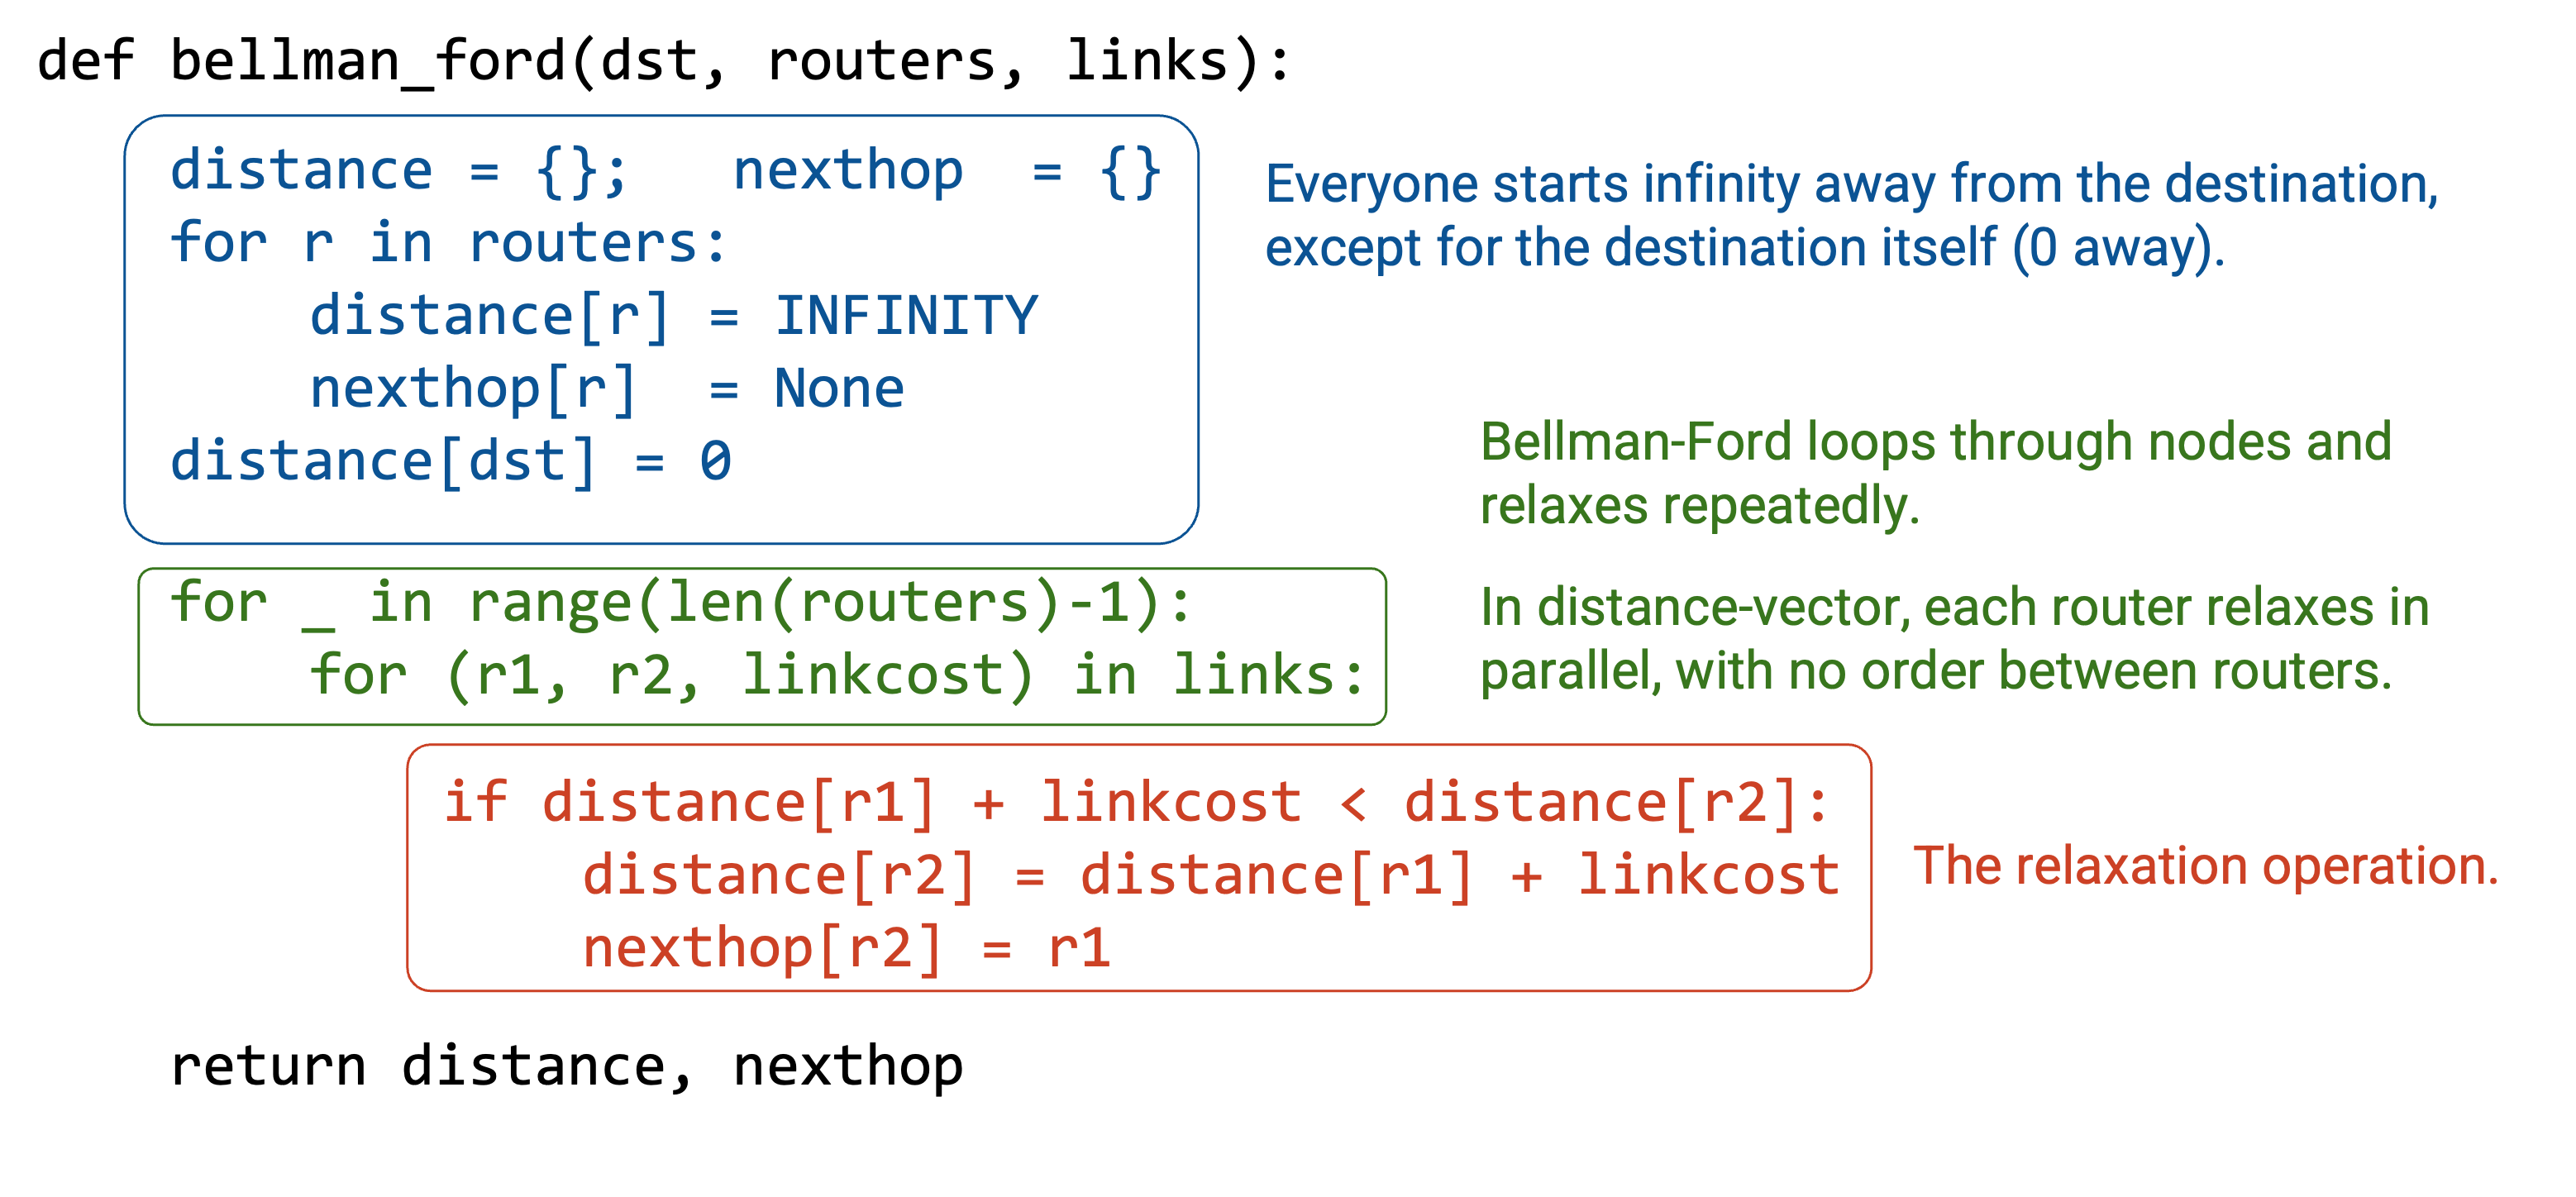 def bellman_ford(dst, routers, links):
distance = {};   nexthop  = {}
for r in routers:
distance[r] = INFINITY
nexthop[r]  = None
distance[dst] = 0
Everyone starts infinity away from the destination,
except for the destination itself (0 away).
for _ in range(len(routers)-1):
for (r1, r2, linkcost) in links:
Bellman-Ford loops through nodes and
relaxes repeatedly.
In distance-vector, each router relaxes in
parallel, with no order between routers.
if distance[r1] + linkcost < distance[r2]:
distance[r2] = distance[r1] + linkcost
nexthop[r2] = r1
The relaxation operation.
return distance, nexthop